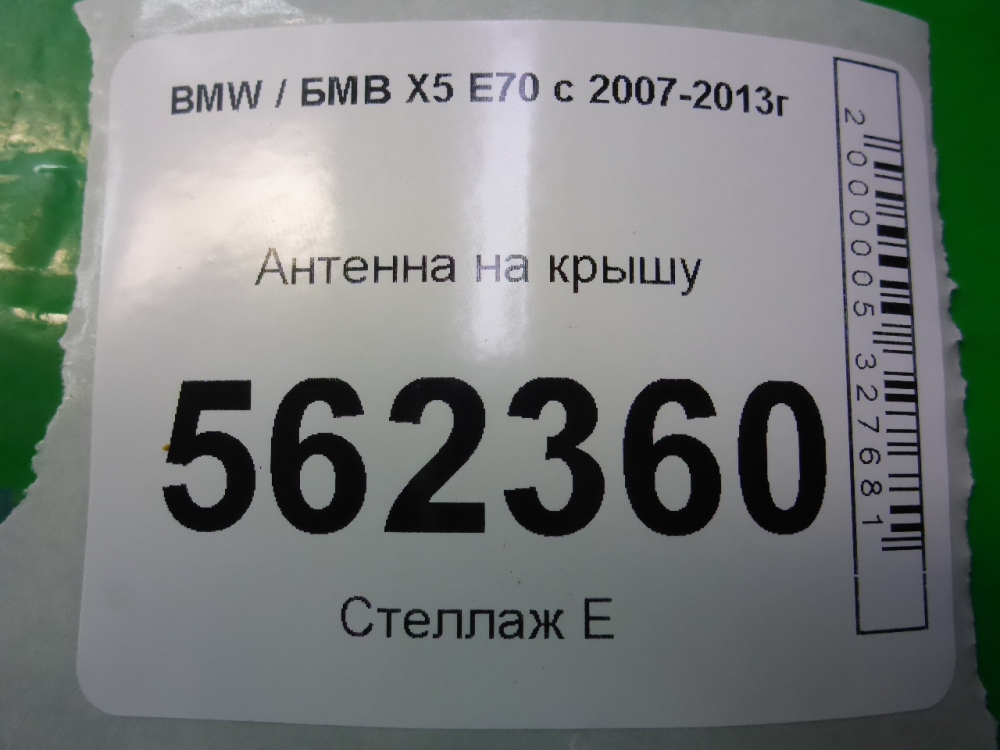 BMW / БМВ X5 E70 с 2007-2013г
Антенна на крышу
562360
Стеллаж Е
2000005327681